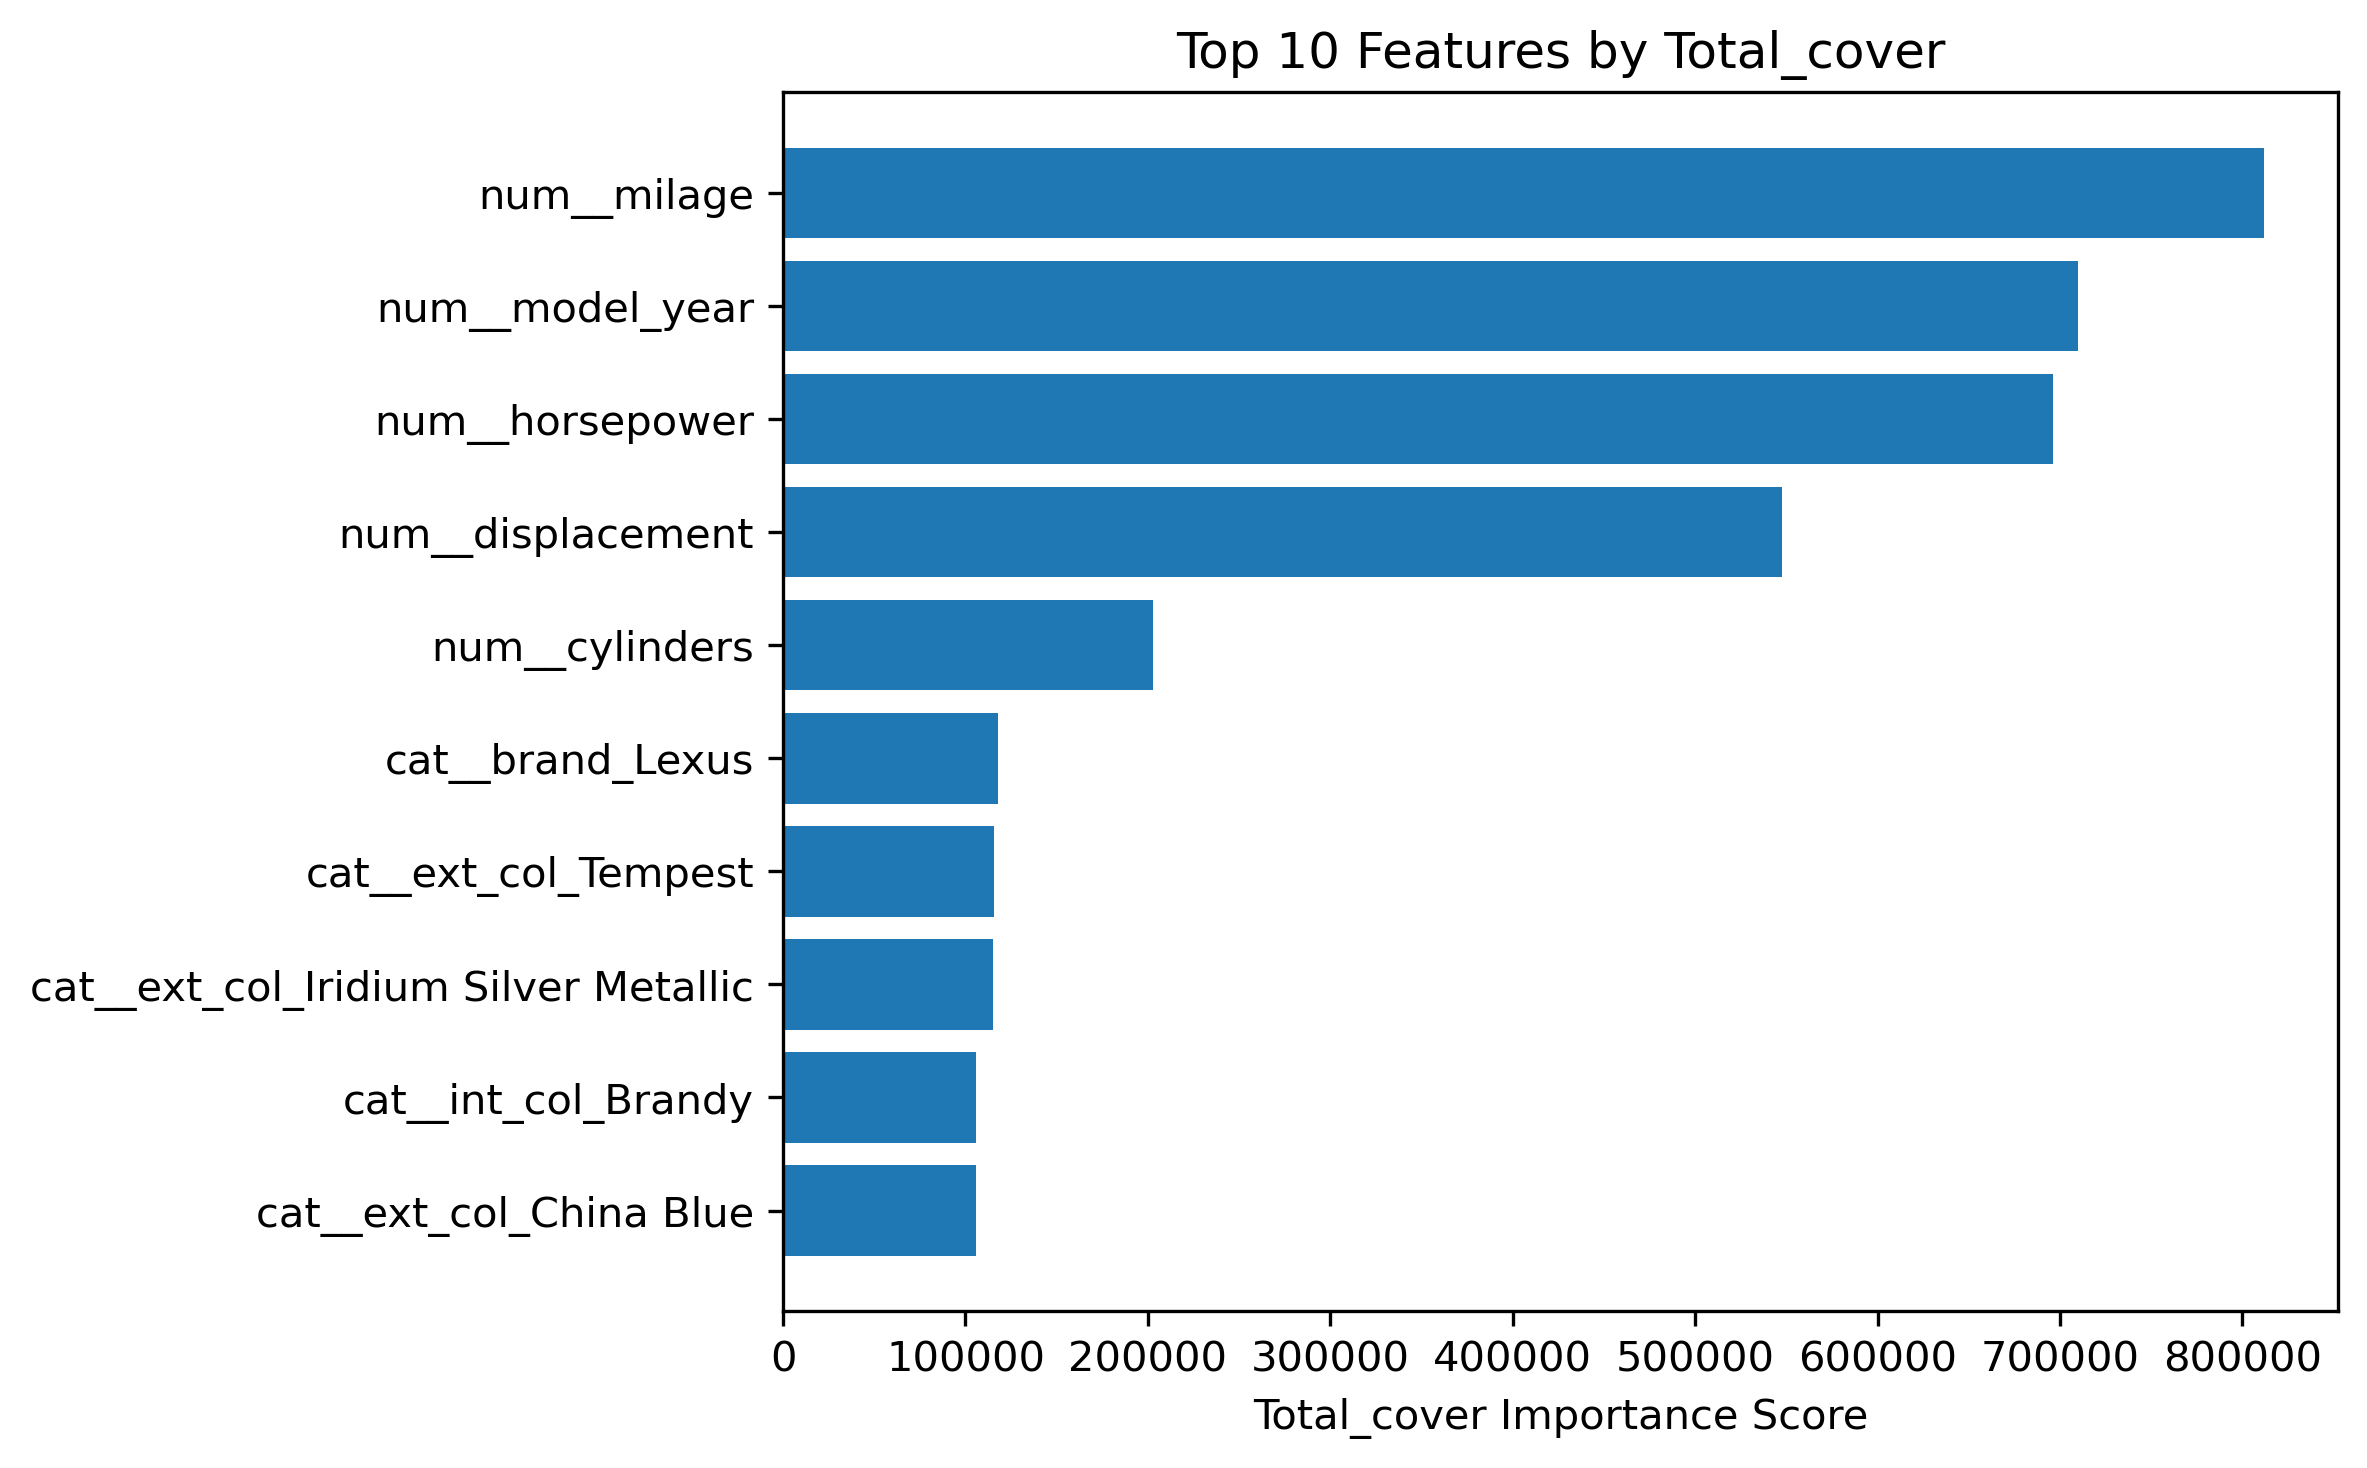 Top 10 Features by Total_cover
num__milage
num__model_year
num__horsepower
num__displacement
num__cylinders
cat__brand_Lexus
cat__ext_col_Tempest
cat__ext_col_Iridium Silver Metallic
cat__int_col_Brandy
cat__ext_col_China Blue
0 100000 200000 300000 400000 500000 600000 700000 800000
Total_cover Importance Score